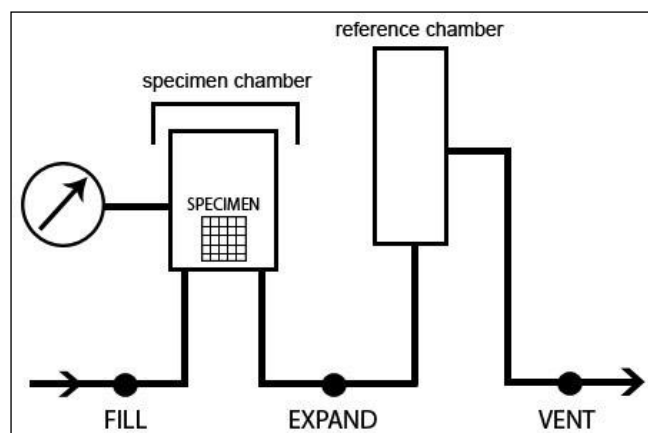 reference chamber
specimen chamber
SPECIMEN
FILL
EXPAND
VENT